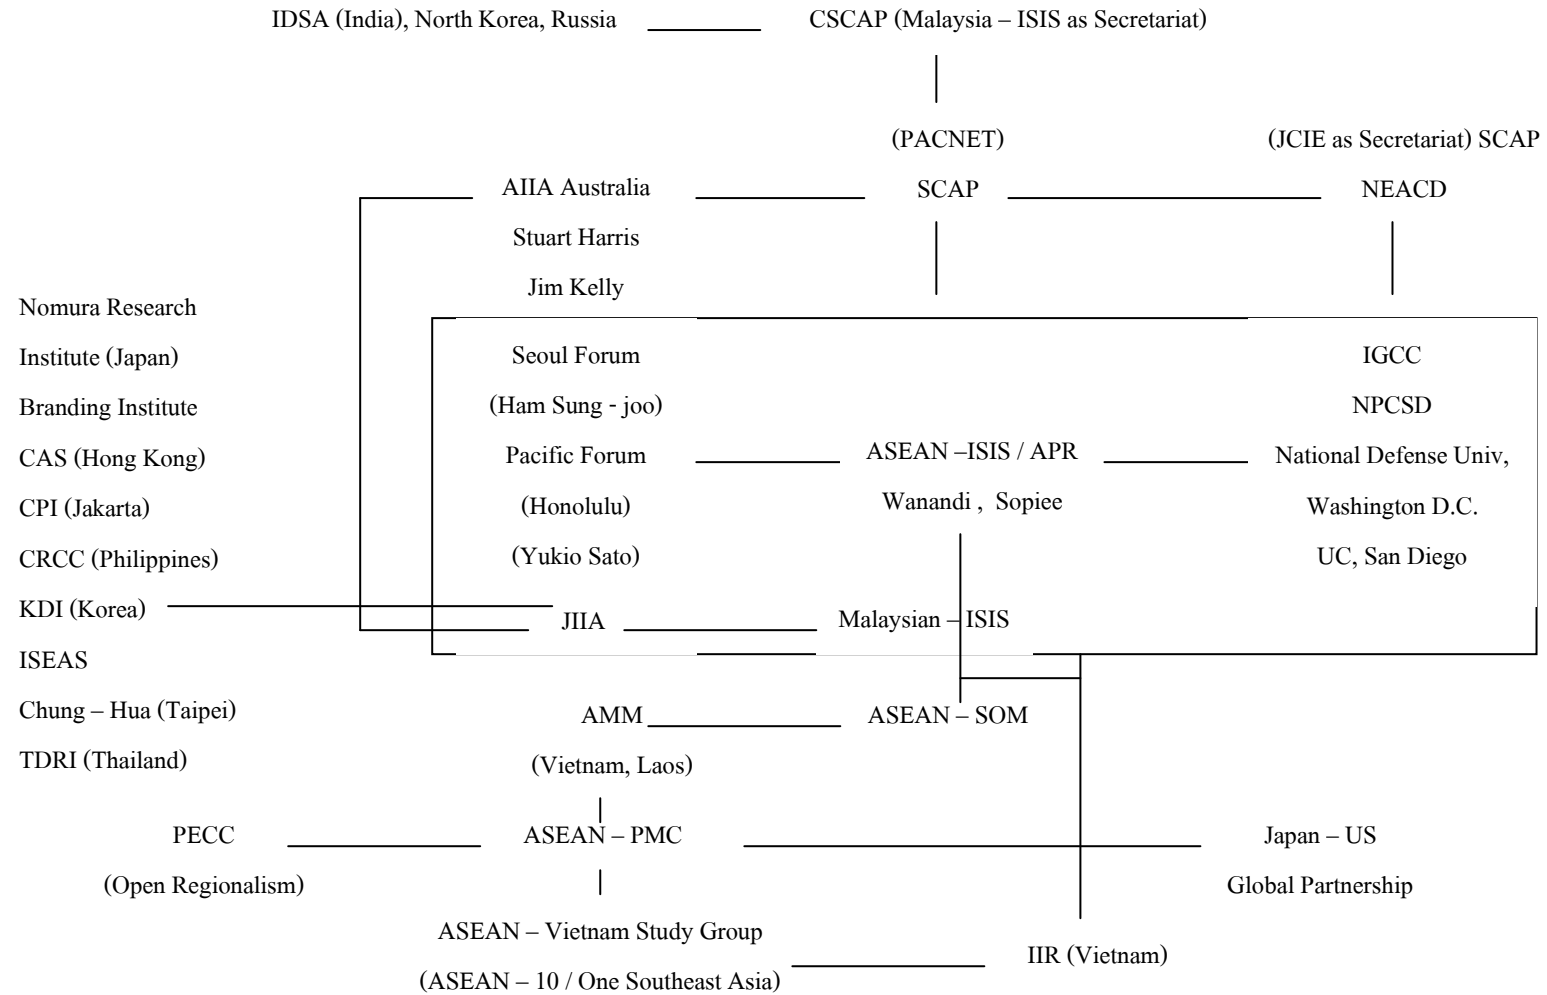 IDSA (India), North Korea, Russia
CSCAP (Malaysia – ISIS as Secretariat)
(PACNET)
(JCIE as Secretariat) SCAP
AIIA Australia
SCAP
NEACD
Stuart Harris
Jim Kelly
Nomura Research
Institute (Japan)
Branding Institute
CAS (Hong Kong)
CPI (Jakarta)
CRCC (Philippines)
KDI (Korea)
ISEAS
Chung – Hua (Taipei)
TDRI (Thailand)
Seoul Forum
(Ham Sung - joo)
Pacific Forum
(Honolulu)
(Yukio Sato)
JIIA
ASEAN –ISIS / APR
Wanandi , Sopiee
Malaysian – ISIS
IGCC
NPCSD
National Defense Univ,
Washington D.C.
UC, San Diego
AMM
(Vietnam, Laos)
ASEAN – SOM
PECC
(Open Regionalism)
ASEAN – PMC
Japan – US
Global Partnership
ASEAN – Vietnam Study Group
(ASEAN – 10 / One Southeast Asia)
IIR (Vietnam)